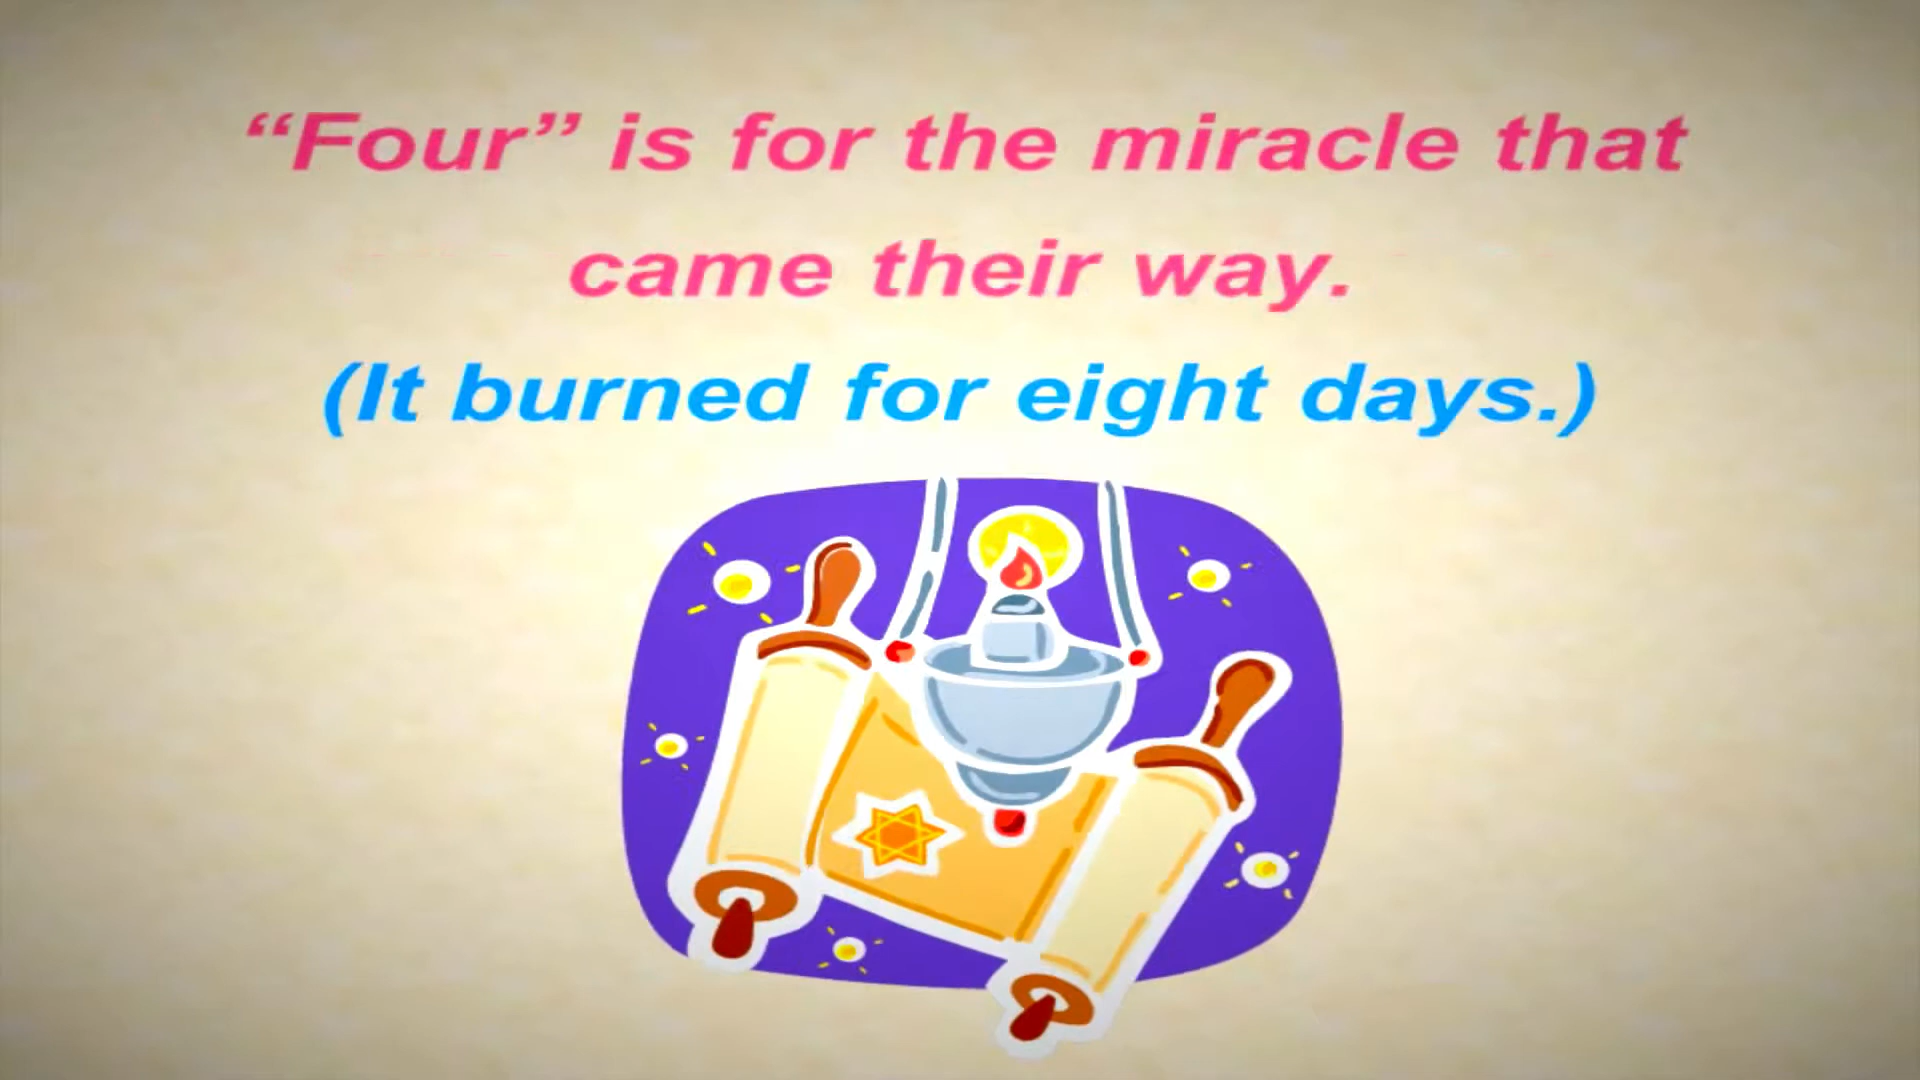 “Four” is for the miracle that
came their way.
(It burned for eight days.)